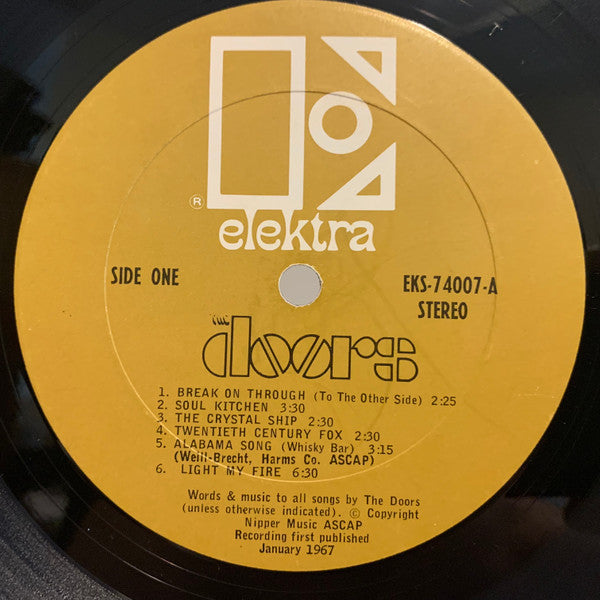 ®
elektra
SIDE ONE
EKS-74007-A
STEREO
THE
doors
1. BREAK ON THROUGH (To The Other Side) 2:25
2. SOUL KITCHEN 3:30
3. THE CRYSTAL SHIP 2:30
4. TWENTIETH CENTURY FOX 2:30
5. ALABAMA SONG (Whisky Bar) 3:15
(Weill-Brecht, Harms Co. ASCAP)
6. LIGHT MY FIRE 6:30
Words & music to all songs by The Doors
(unless otherwise indicated). © Copyright
Nipper Music ASCAP
Recording first published
January 1967